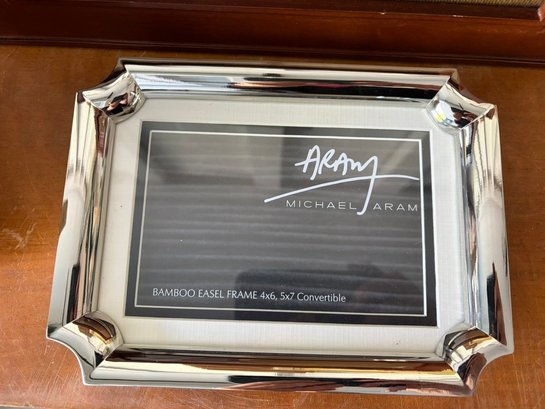 ARAM
MICHAEL ARAM
BAMBOO EASEL FRAME 4x6, 5x7 Convertible